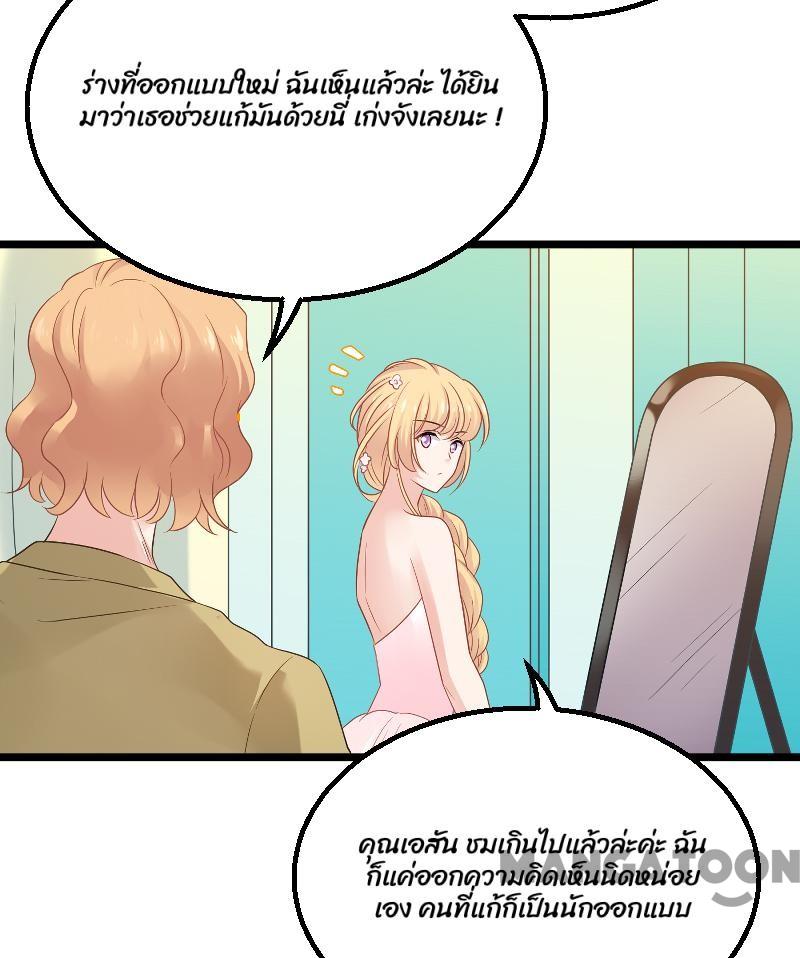 ร่างที่ออกแบบใหม่ ฉันเห็นแล้วล่ะ ได้ยิน
มาว่าเธอช่วยแก้มันด้วยนี่ เก่งจังเลยนะ !
คุณเอสัน ชมเกินไปแล้วล่ะค่ะ ฉัน
ก็แค่ออกความคิดเห็นนิดหน่อย
เอง คนที่แก้ก็เป็นนักออกแบบ
MANGATOON